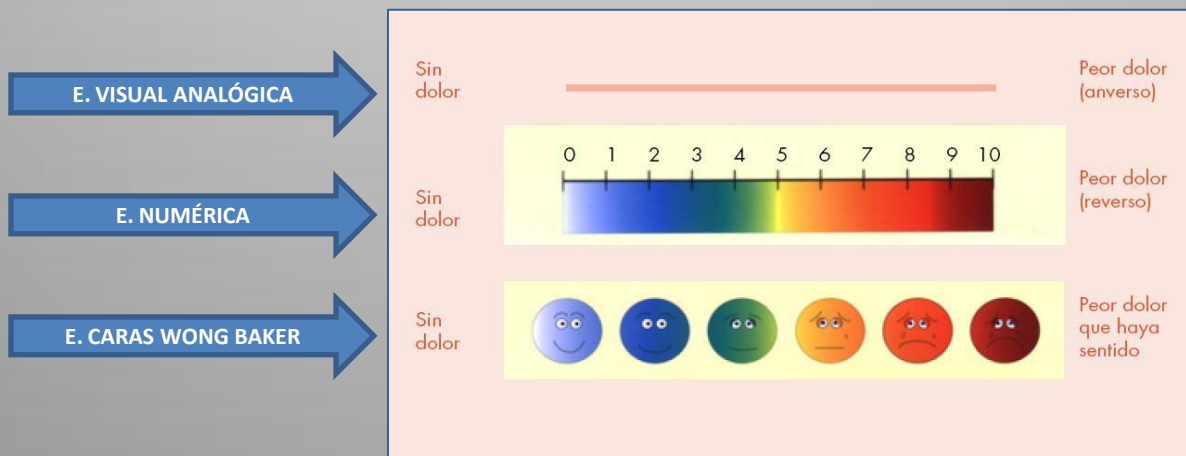 E. VISUAL ANALÓGICA
Sin
dolor
Peor dolor
(anverso)
E. NUMÉRICA
Sin
dolor
0 1 2 3 4 5 6 7 8 9 10
Peor dolor
(reverso)
E. CARAS WONG BAKER
Sin
dolor
Peor dolor
que haya
sentido